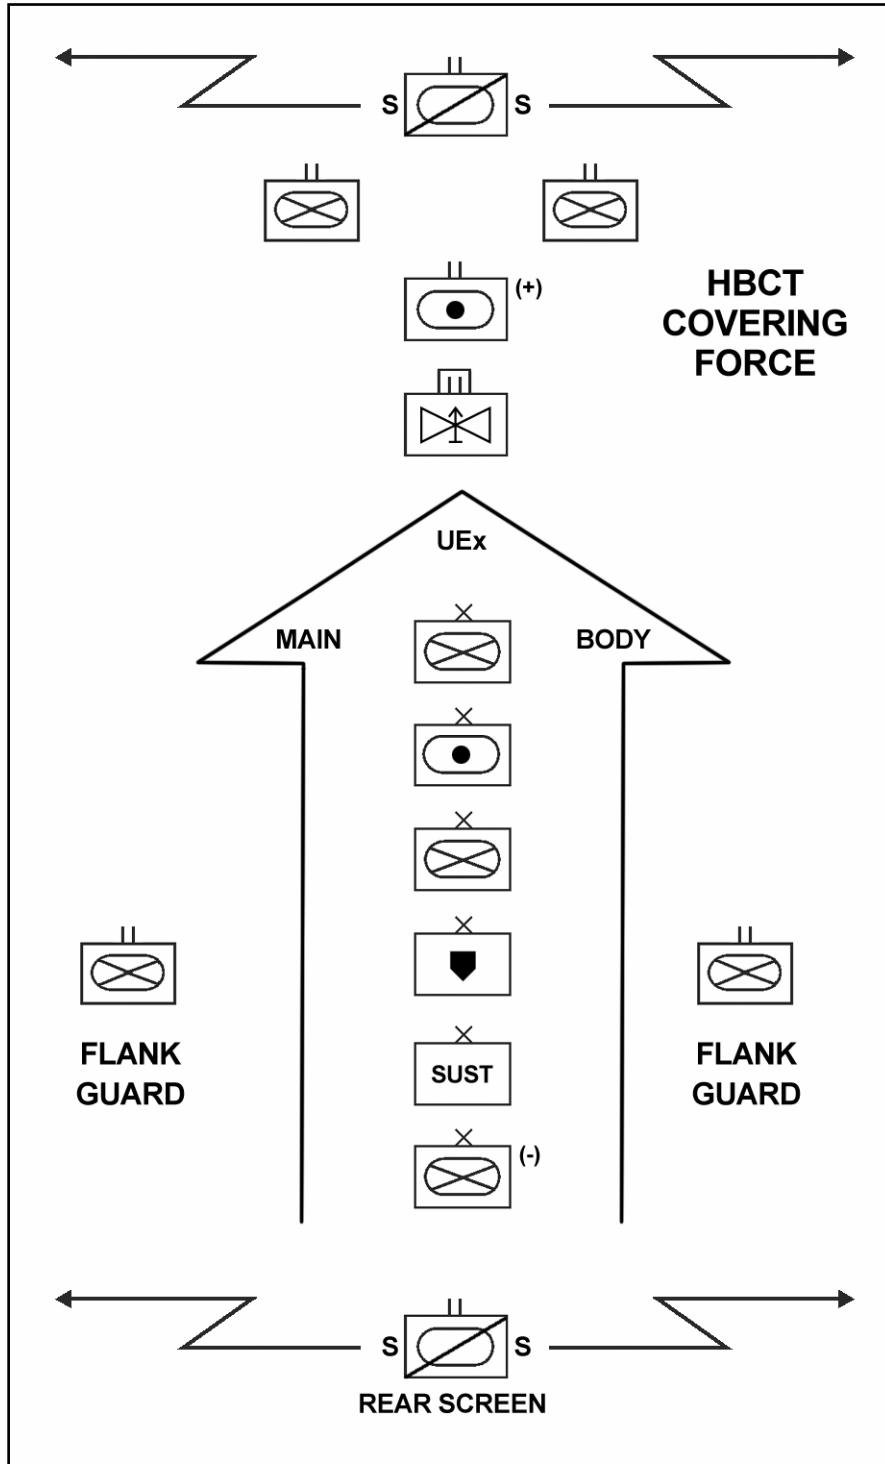 S S
(+)
HBCT
COVERING
FORCE
UEx
MAIN BODY
FLANK
GUARD
FLANK
GUARD
SUST
(-)
S S
REAR SCREEN